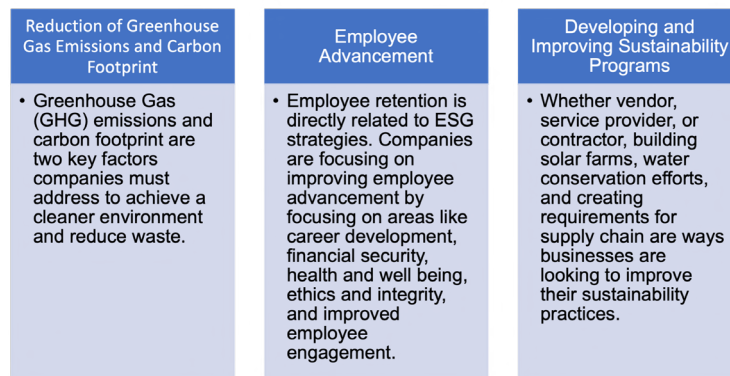 Reduction of Greenhouse
Gas Emissions and Carbon
Footprint
• Greenhouse Gas
(GHG) emissions and
carbon footprint are
two key factors
companies must
address to achieve a
cleaner environment
and reduce waste.
Employee
Advancement
• Employee retention is
directly related to ESG
strategies. Companies
are focusing on
improving employee
advancement by
focusing on areas like
career development,
financial security,
health and well being,
ethics and integrity,
and improved
employee
engagement.
Developing and
Improving Sustainability
Programs
• Whether vendor,
service provider, or
contractor, building
solar farms, water
conservation efforts,
and creating
requirements for
supply chain are ways
businesses are
looking to improve
their sustainability
practices.